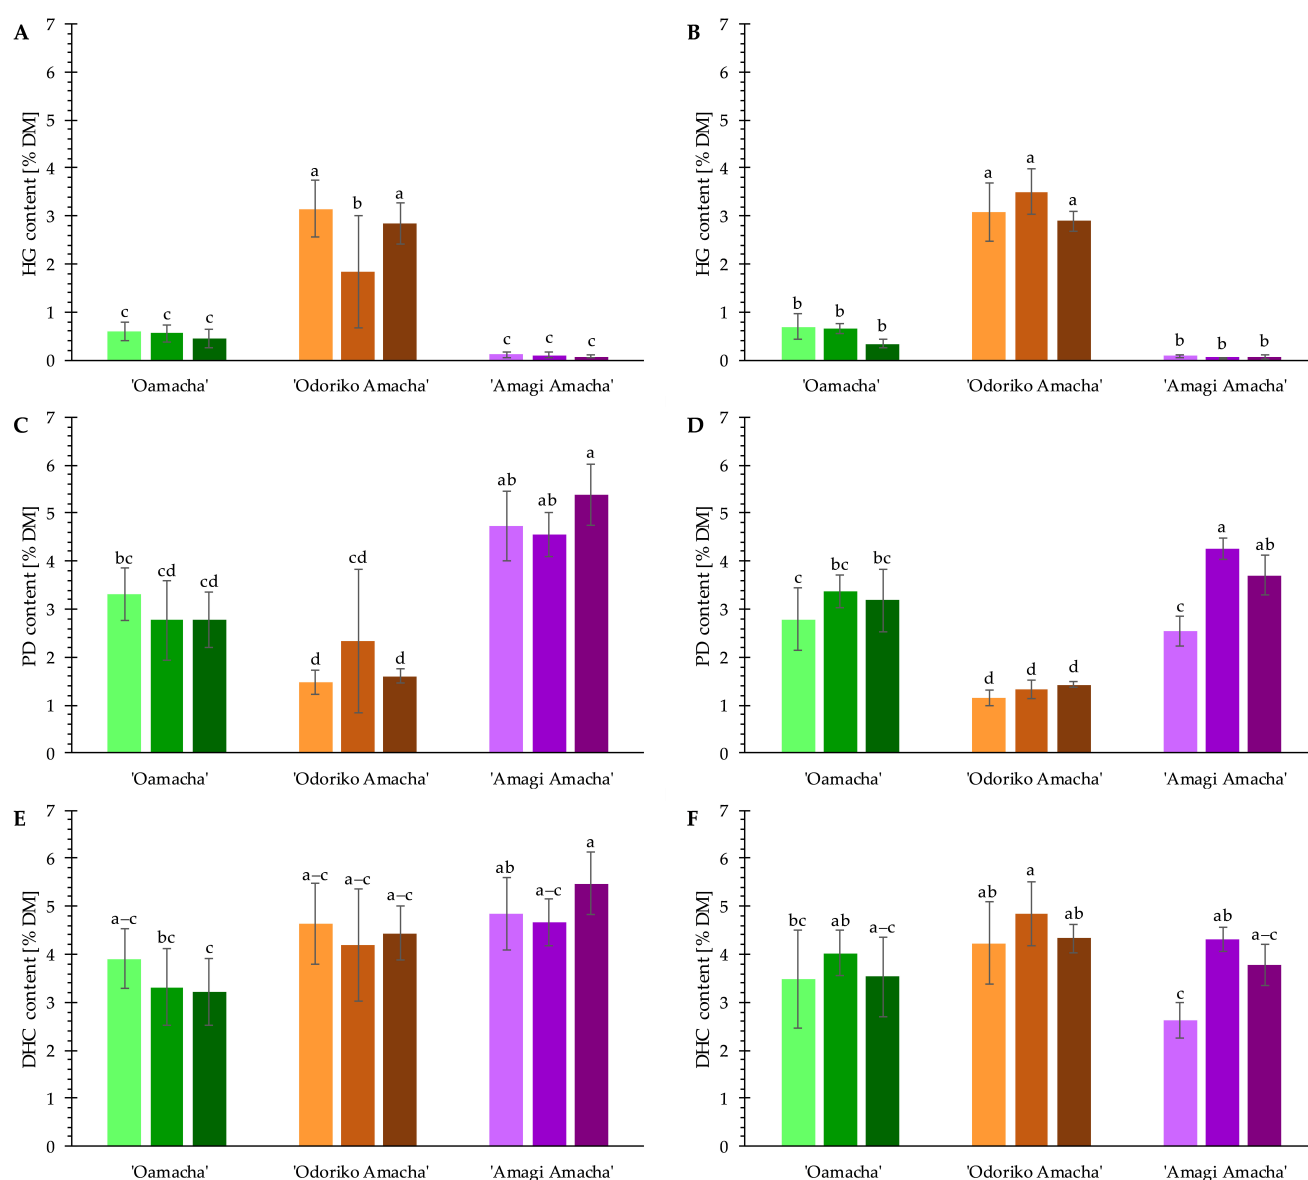 A
HG content [% DM]
7
6
5
4
3
2
1
0
c c c
a b a
c c c
'Oamacha' 'Odoriko Amacha' 'Amagi Amacha'
B
HG content [% DM]
7
6
5
4
3
2
1
0
b b b
a a a
b b b
'Oamacha' 'Odoriko Amacha' 'Amagi Amacha'
C
PD content [% DM]
7
6
5
4
3
2
1
0
bc cd cd
d cd d
ab ab a
'Oamacha' 'Odoriko Amacha' 'Amagi Amacha'
D
PD content [% DM]
7
6
5
4
3
2
1
0
c bc bc
d d d
c a ab
'Oamacha' 'Odoriko Amacha' 'Amagi Amacha'
E
DHC content [% DM]
7
6
5
4
3
2
1
0
a–c bc c
a–c a–c a–c
ab a–c a
'Oamacha' 'Odoriko Amacha' 'Amagi Amacha'
F
DHC content [% DM]
7
6
5
4
3
2
1
0
bc ab a–c
ab a ab
c ab a–c
'Oamacha' 'Odoriko Amacha' 'Amagi Amacha'